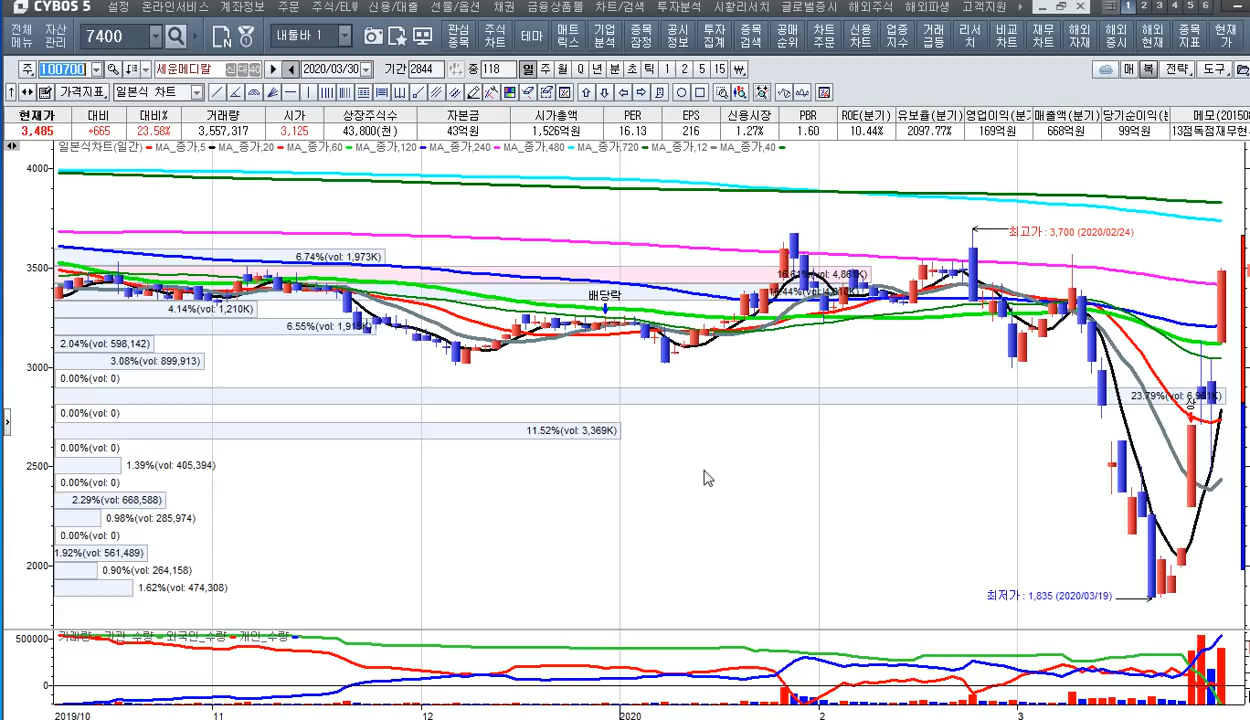 CYBOS 5 설정 온라인서비스 계좌정보 주문 주식/ELW 신용/대출 선물/옵션 채권 금융상품몰 차트/검색 투자분석 시황리서치 글로벌증시 해외주식 해외파생 고객지원 1 2 3 4 5 6
전체메뉴 자산관리 7400 내툴바 1 관심종목 주식차트 테마 매트릭스 기업분석 종목잠정 공시정보 투자집계 종목검색 공매순위 차트주문 신용차트 업종지수 거래급등 리서치 비교차트 재무차트 해외자재 해외증시 해외현재 종목지표 현재가
주 100700 세운메디칼 신 대 40 2020/03/30 기간 2844 중 118 일 주 월 Q 년 분 초 틱 1 3 5 15 매 복 전략 도구
가격지표 일본식 차트
현재가 대비 대비% 거래량 시가 상장주식수 자본금 시가총액 PER EPS 신용시장 PBR ROE(분기) 유보율(분기) 영업이익(분기) 매출액(분기) 당기순이익(
3,485 +665 23.58% 3,557,317 3,125 43,800(천) 43억원 1,526억원 16.13 216 1.27% 1.60 10.44% 2097.77% 169억원 668억원 99억원 13점독점재무현
일본식차트(일간) MA_종가,5 MA_종가,20 MA_종가,60 MA_종가,120 MA_종가,240 MA_종가,480 MA_종가,720 MA_종가,12 MA_종가,40
4000
최고가 : 3,700 (2020/02/24)
6.74%(vol: 1,973K)
3500
배당락
4.14%(vol: 1,210K)
2.04%(vol: 598,142)
3.08%(vol: 899,913)
3000
0.00%(vol: 0)
0.00%(vol: 0)
11.52%(vol: 3,369K)
0.00%(vol: 0)
1.39%(vol: 405,394)
2500
0.00%(vol: 0)
2.29%(vol: 668,588)
0.98%(vol: 285,974)
0.00%(vol: 0)
1.92%(vol: 561,489)
2000
0.90%(vol: 264,158)
1.62%(vol: 474,308)
최저가 : 1,835 (2020/03/19)
거래량 기관_수량 외국인_수량 개인_수량
500000
0
2019/10 11 12 2020 2 3